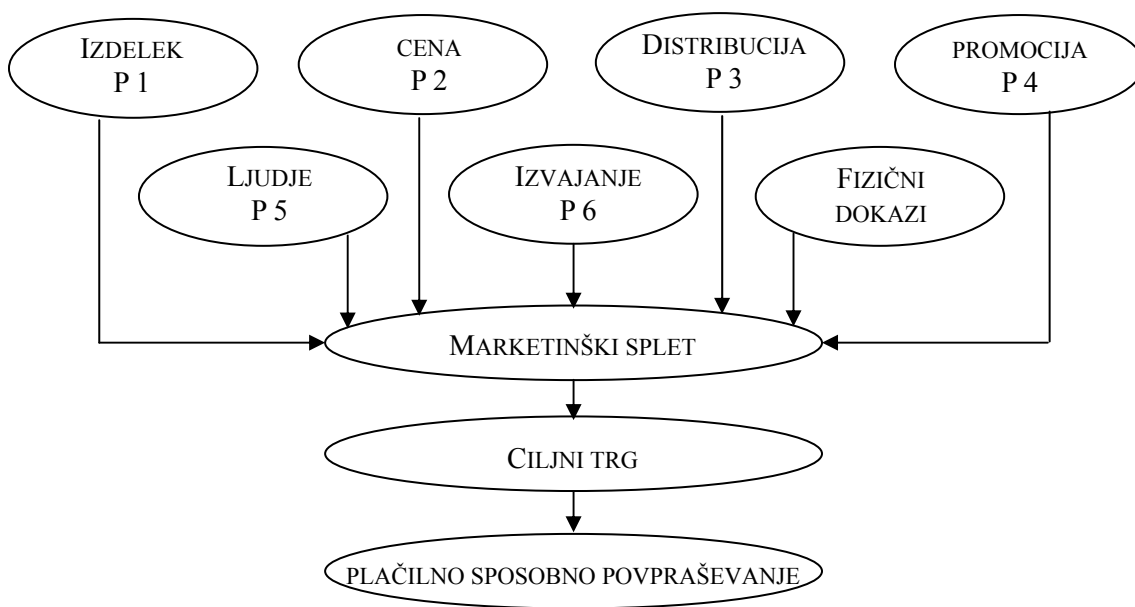 IZDELEK
P 1
CENA
P 2
DISTRIBUCIJA
P 3
PROMOCIJA
P 4
LJUDJE
P 5
IZVAJANJE
P 6
FIZIČNI
DOKAZI
MARKETINŠKI SPLET
CILJNI TRG
PLAČILNO SPOSOBNO POVPRAŠEVANJE